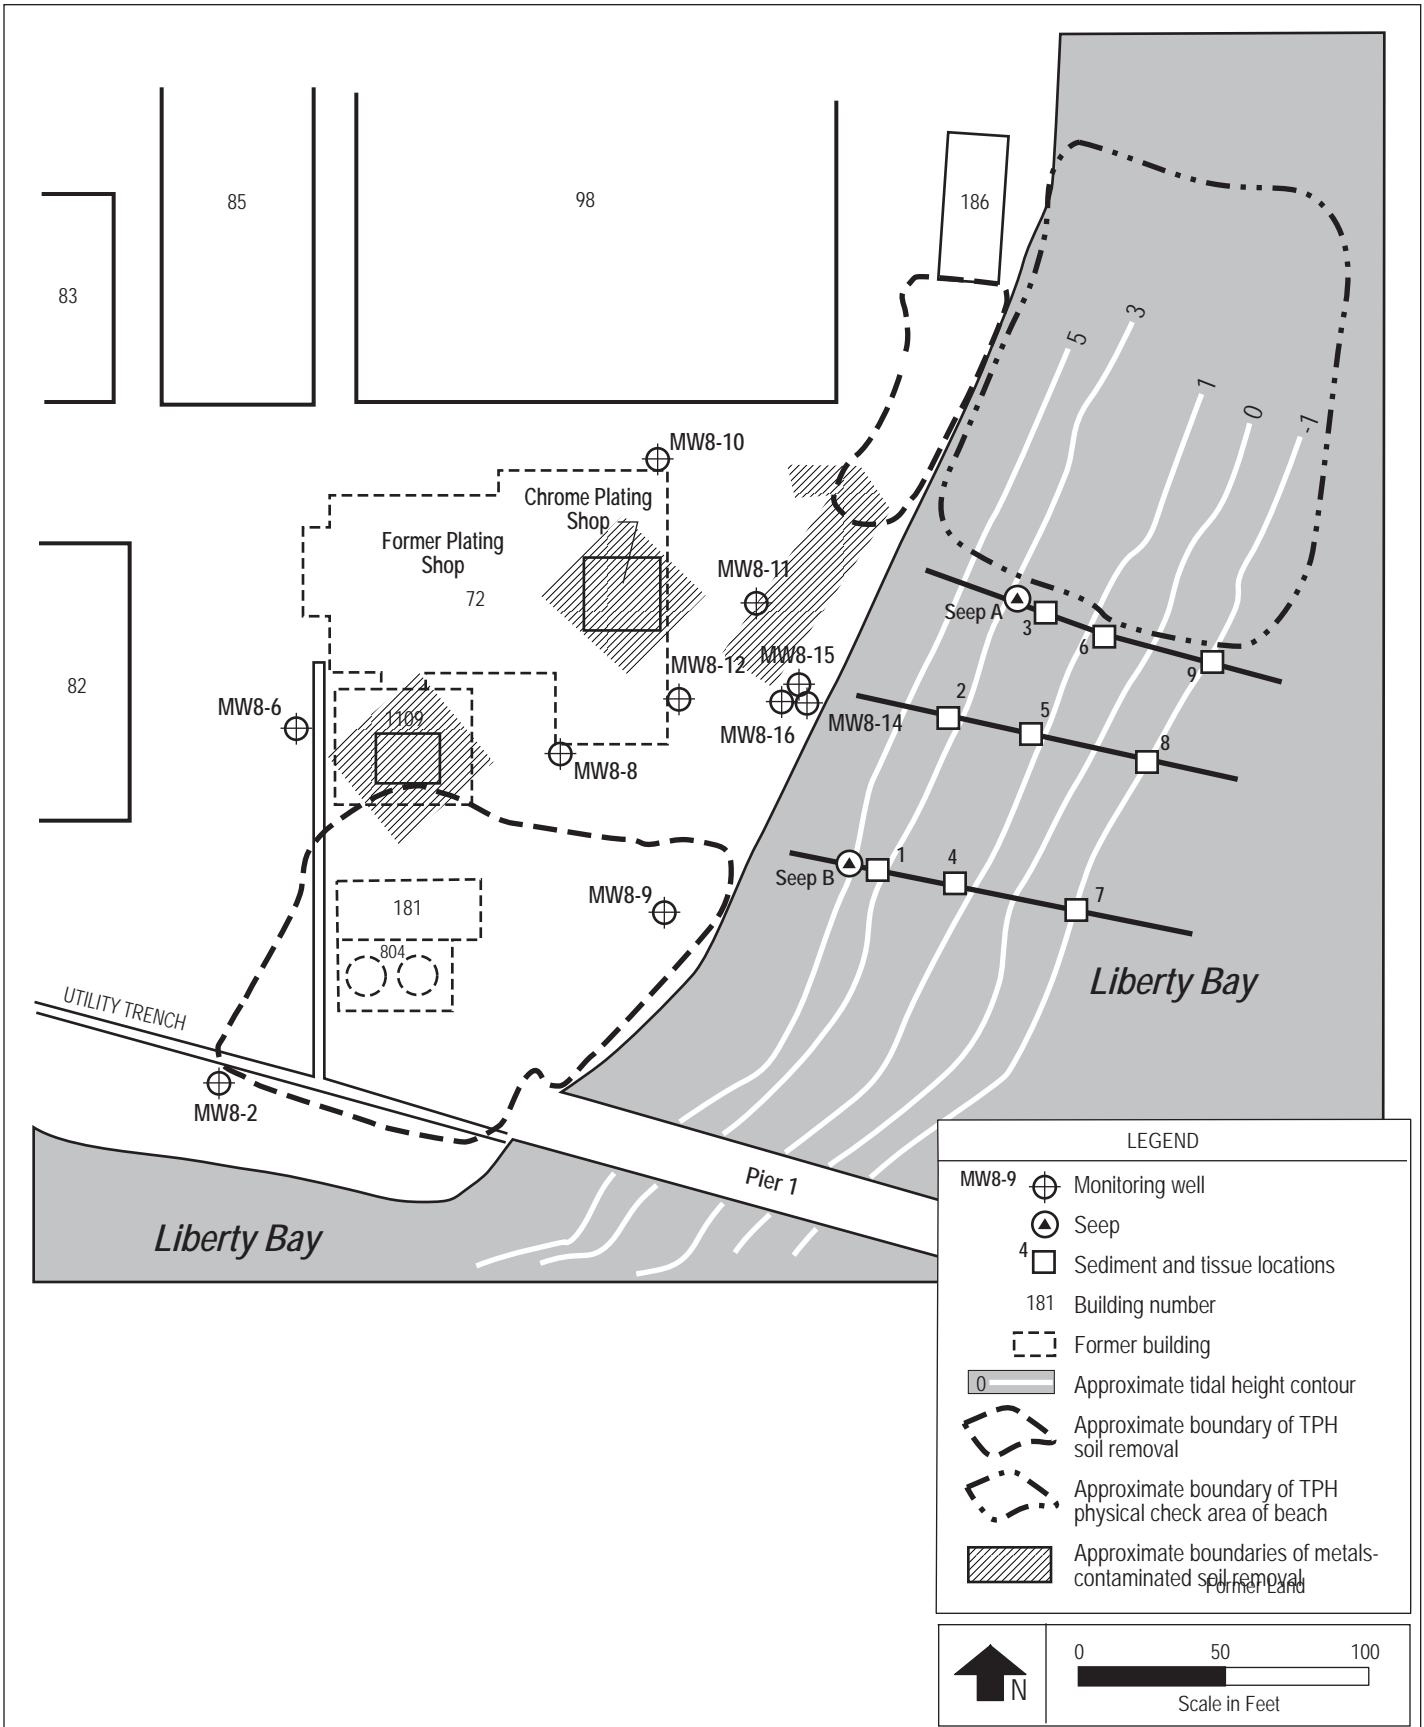 85
98
186
83
3
5
1
0
-1
MW8-10
Chrome Plating
Shop
Former Plating
Shop
72
MW8-11
Seep A
3
6
9
MW8-12
MW8-15
82
MW8-6
1109
MW8-16
MW8-14
2
5
8
MW8-8
1
4
7
Seep B
181
MW8-9
804
Liberty Bay
UTILITY TRENCH
MW8-2
Pier 1
Liberty Bay
LEGEND
MW8-9 Monitoring well
Seep
4 Sediment and tissue locations
181 Building number
Former building
0 Approximate tidal height contour
Approximate boundary of TPH
soil removal
Approximate boundary of TPH
physical check area of beach
Approximate boundaries of metals-
contaminated soil removal
Former Land
N
0 50 100
Scale in Feet